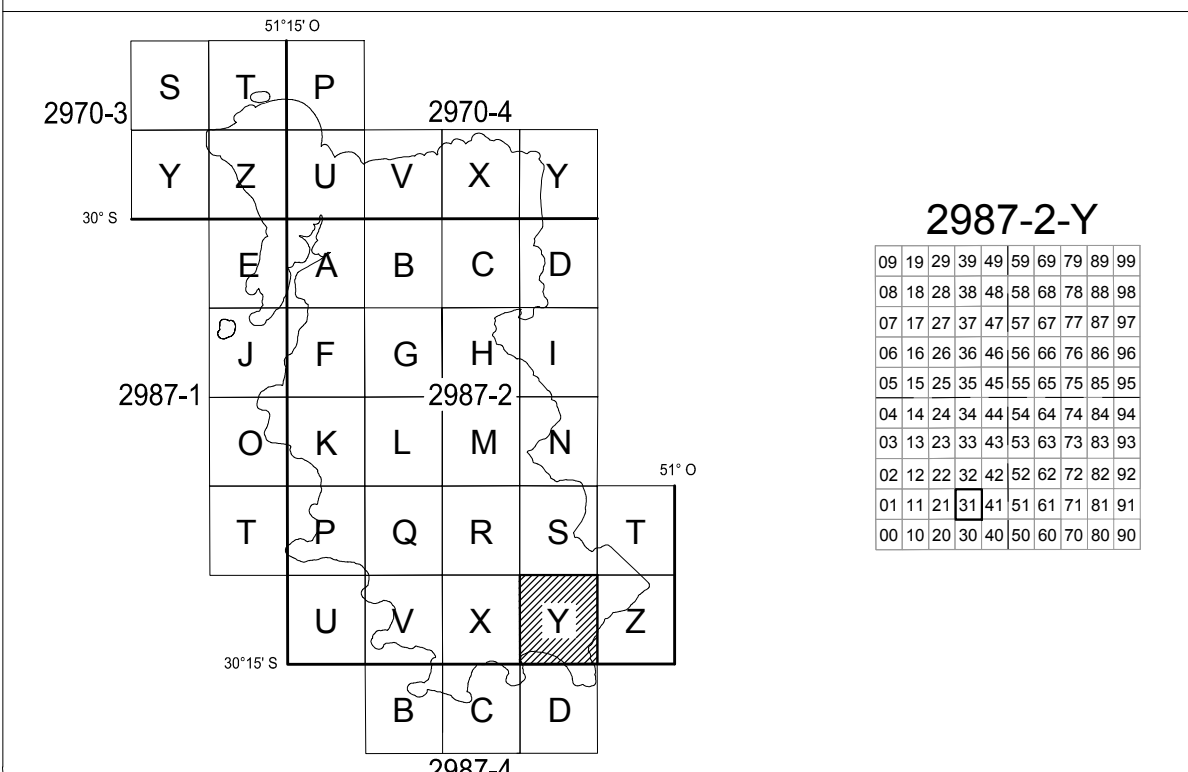 51°15' O
S T P
2970-3
2970-4
Y Z U V X Y
30° S
E A B C D
J F G H I
2987-1
2987-2
O K L M N
51° O
T P Q R S T
U V X Y Z
30°15' S
B C D
2987-4
2987-2-Y
09 19 29 39 49 59 69 79 89 99
08 18 28 38 48 58 68 78 88 98
07 17 27 37 47 57 67 77 87 97
06 16 26 36 46 56 66 76 86 96
05 15 25 35 45 55 65 75 85 95
04 14 24 34 44 54 64 74 84 94
03 13 23 33 43 53 63 73 83 93
02 12 22 32 42 52 62 72 82 92
01 11 21 31 41 51 61 71 81 91
00 10 20 30 40 50 60 70 80 90